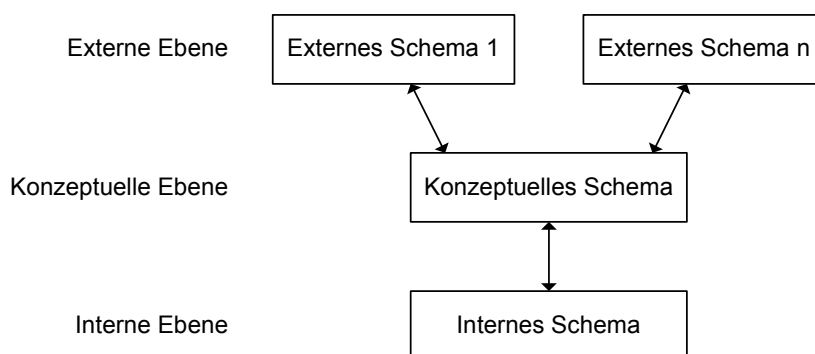 Externe Ebene
Externes Schema 1
Externes Schema n
Konzeptuelle Ebene
Konzeptuelles Schema
Interne Ebene
Internes Schema